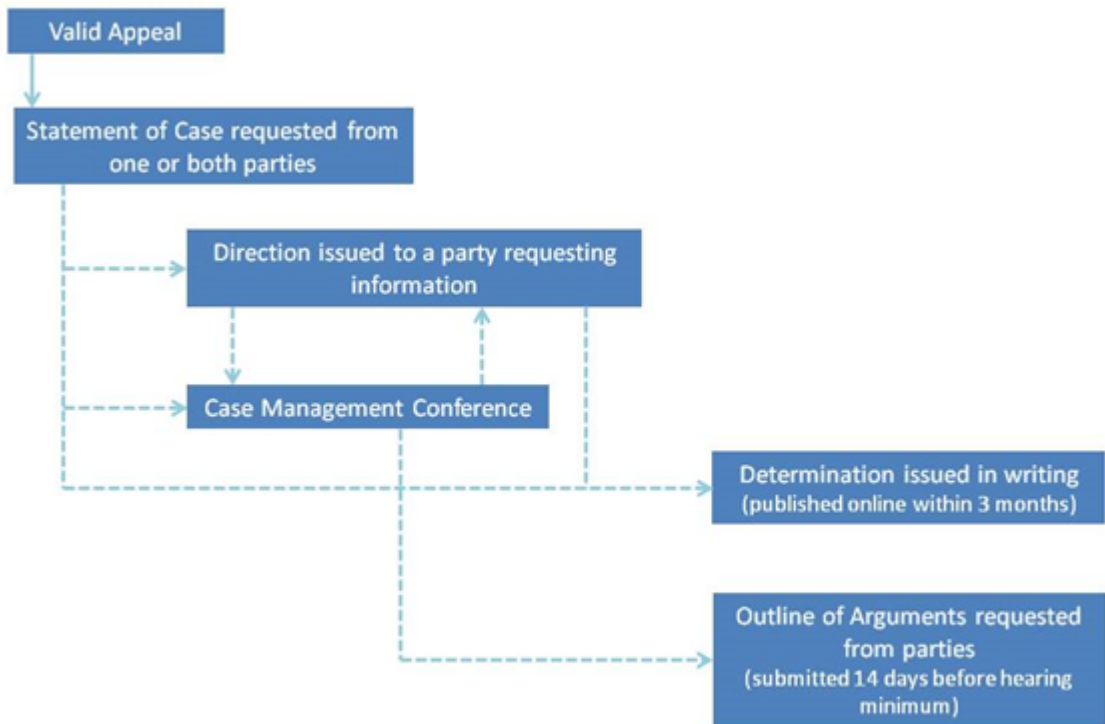 Valid Appeal
Statement of Case requested from
one or both parties
Direction issued to a party requesting
information
Case Management Conference
Determination issued in writing
(published online within 3 months)
Outline of Arguments requested
from parties
(submitted 14 days before hearing
minimum)